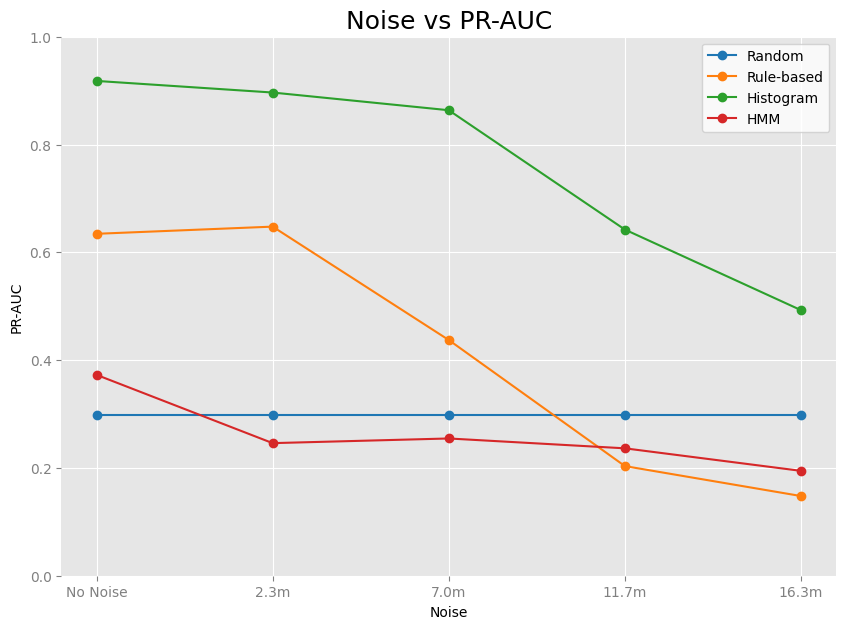 Noise vs PR-AUC
Random
Rule-based
Histogram
HMM
PR-AUC
1.0
0.8
0.6
0.4
0.2
0.0
No Noise
2.3m
7.0m
11.7m
16.3m
Noise